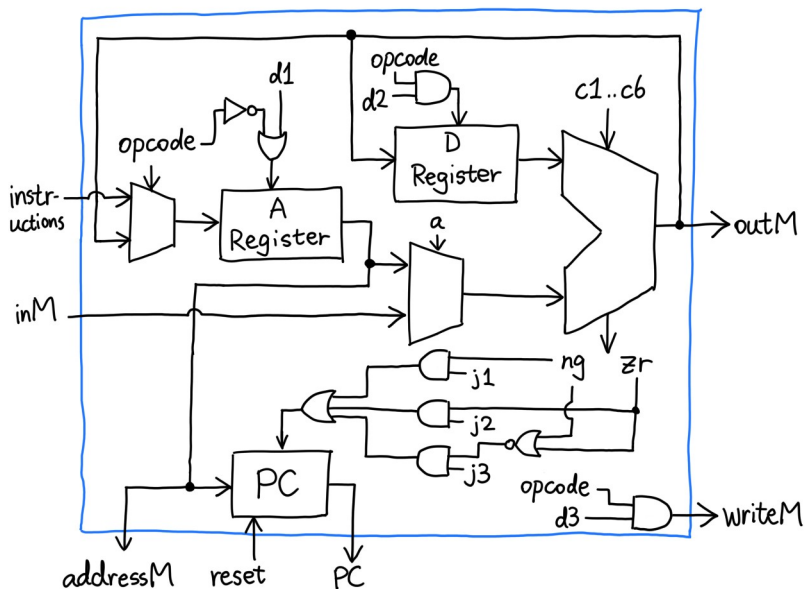 opcode
d2
d1
c1..c6
opcode
D
Register
instr-
uctions
A
Register
a
outM
inM
ng
zr
j1
j2
j3
PC
opcode
d3
writeM
addressM
reset
PC